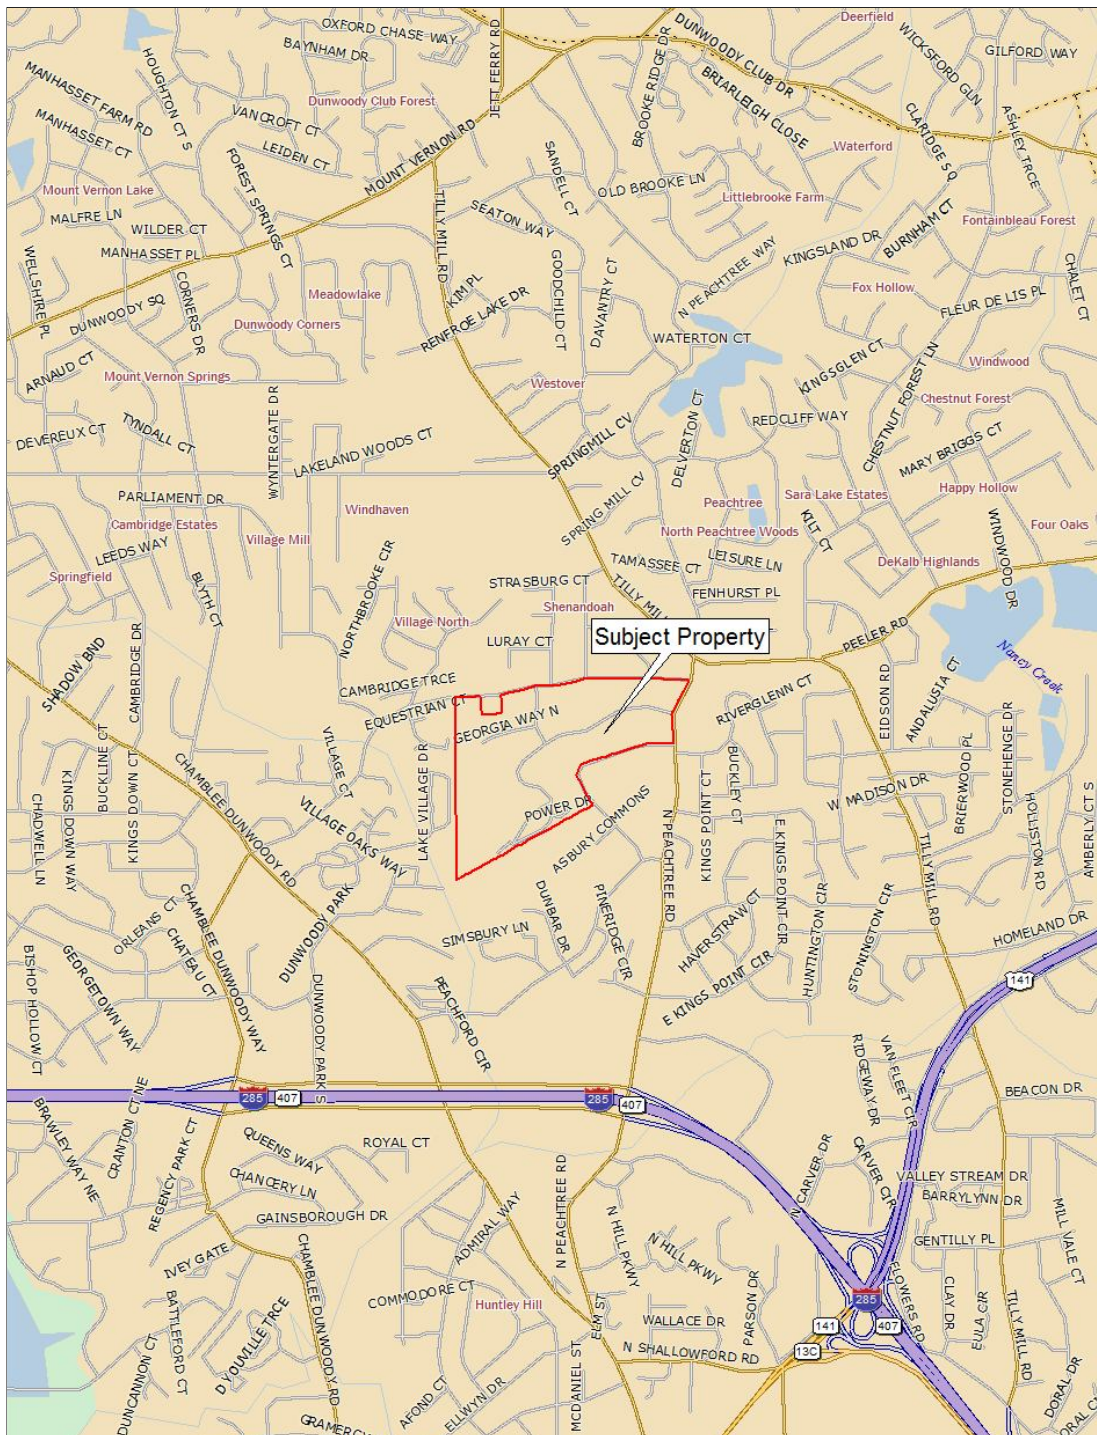 OXFORD CHASE WAY
BAYNHAM DR
JETT FERRY RD
DUNWOODY CLUB DR
Deerfield
WICKSFORD GLN
GILFORD WAY
HOUGHTON CT S
MANHASSET FARM RD
Dunwoody Club Forest
BROOKE RIDGE DR
BRIARLEIGH CLOSE
MANHASSET CT
VANCROFT CT
LEIDEN CT
MOUNT VERNON RD
CLARIDGE SQ
ASHLEY TRCE
Waterford
FOREST SPRINGS CT
SANDELL CT
OLD BROOKE LN
Littlebrooke Farm
Mount Vernon Lake
MALFRE LN
WILDER CT
TILLY MILL RD
SEATON WAY
BURNHAM CT
Fontainbleau Forest
MANHASSET PL
WELLSHIRE PL
KINGSLAND DR
N PEACHTREE WAY
GOODCHILD CT
DAVANTRY CT
CHALET CT
CORNERS DR
Meadowlake
KIM PL
Fox Hollow
FLEUR DE LIS PL
DUNWOODY SQ
Dunwoody Corners
RENFROE LAKE DR
WATERTON CT
ARNAUD CT
Mount Vernon Springs
Westover
KINGSGLEN CT
Windwood
CHESTNUT FOREST LN
Chestnut Forest
WYNTERGATE DR
DELVERTON CT
REDCLIFF WAY
DEVEREUX CT
TYNDALL CT
LAKELAND WOODS CT
SPRINGMILL CV
MARY BRIGGS CT
PARLIAMENT DR
Windhaven
SPRING MILL CV
Peachtree
Sara Lake Estates
Happy Hollow
Cambridge Estates
Village Mill
North Peachtree Woods
KILT CT
WINDWOOD DR
Four Oaks
LEEDS WAY
NORTHBROOKE CIR
TAMASSEE CT
LEISURE LN
DeKalb Highlands
Springfield
BLYTH CT
STRASBURG CT
TILLY MILL
FENHURST PL
Village North
Shenandoah
LURAY CT
Subject Property
PEELER RD
Nancy Creek
SHADOW BND
CAMBRIDGE DR
CAMBRIDGE TRCE
EQUESTRIAN CT
GEORGIA WAY N
RIVERGLENN CT
EIDSON RD
ANDALUSIA CT
STONEHENGE DR
BUCKLINE CT
KINGS DOWN CT
CHAMBLEE DUNWOODY RD
VILLAGE CT
LAKE VILLAGE DR
BUCKLEY CT
BRIERWOOD PL
KINGS DOWN WAY
CHADWELL LN
VILLAGE OAKS WAY
POWER DR
ASBURY COMMONS
N PEACHTREE RD
KINGS POINT CT
W MADISON DR
HOLLISTON RD
AMBERLY CT S
E KINGS POINT CIR
TILLY MILL RD
ORLEANS CT
CHATEAU CT
CHAMBLEE DUNWOODY WAY
DUNWOODY PARK
SIMSBURY LN
DUNBAR DR
PINERIDGE CIR
HAVERSTRAW CT
HUNTINGTON CIR
STONINGTON CIR
HOMELAND DR
BISHOP HOLLOW CT
GEORGETOWN WAY
DUNWOODY PARK S
PEACHFORD CIR
E KINGS POINT CIR
141
RIDGEWAY DR
VAN FLEET CIR
BEACON DR
285
407
285
407
BRAWLEY WAY NE
CRANTON CT NE
REGENCY PARK CT
QUEENS WAY
ROYAL CT
N CARVER DR
CARVER CIR
CHANCERY LN
VALLEY STREAM DR
BARRYLYNN DR
GAINSBOROUGH DR
ADMIRAL WAY
N PEACHTREE RD
N HILL PKWY
N HILL PKWY
GENTILLY PL
MILL VALE CT
IVEY GATE
CHAMBLEE DUNWOODY RD
COMMODORE CT
Huntley Hill
ELM ST
PARSON DR
FLOWERS RD
CLAY DR
EULA CIR
TILLY MILL RD
BATTLEFORD CT
D YOUVILLE TRCE
WALLACE DR
285
141
407
13C
N SHALLOWFORD RD
DUNCANNON CT
AFOND CT
ELLWYN DR
MCDANIEL ST
DORAL DR
DORAL CIR
GRAMERCY